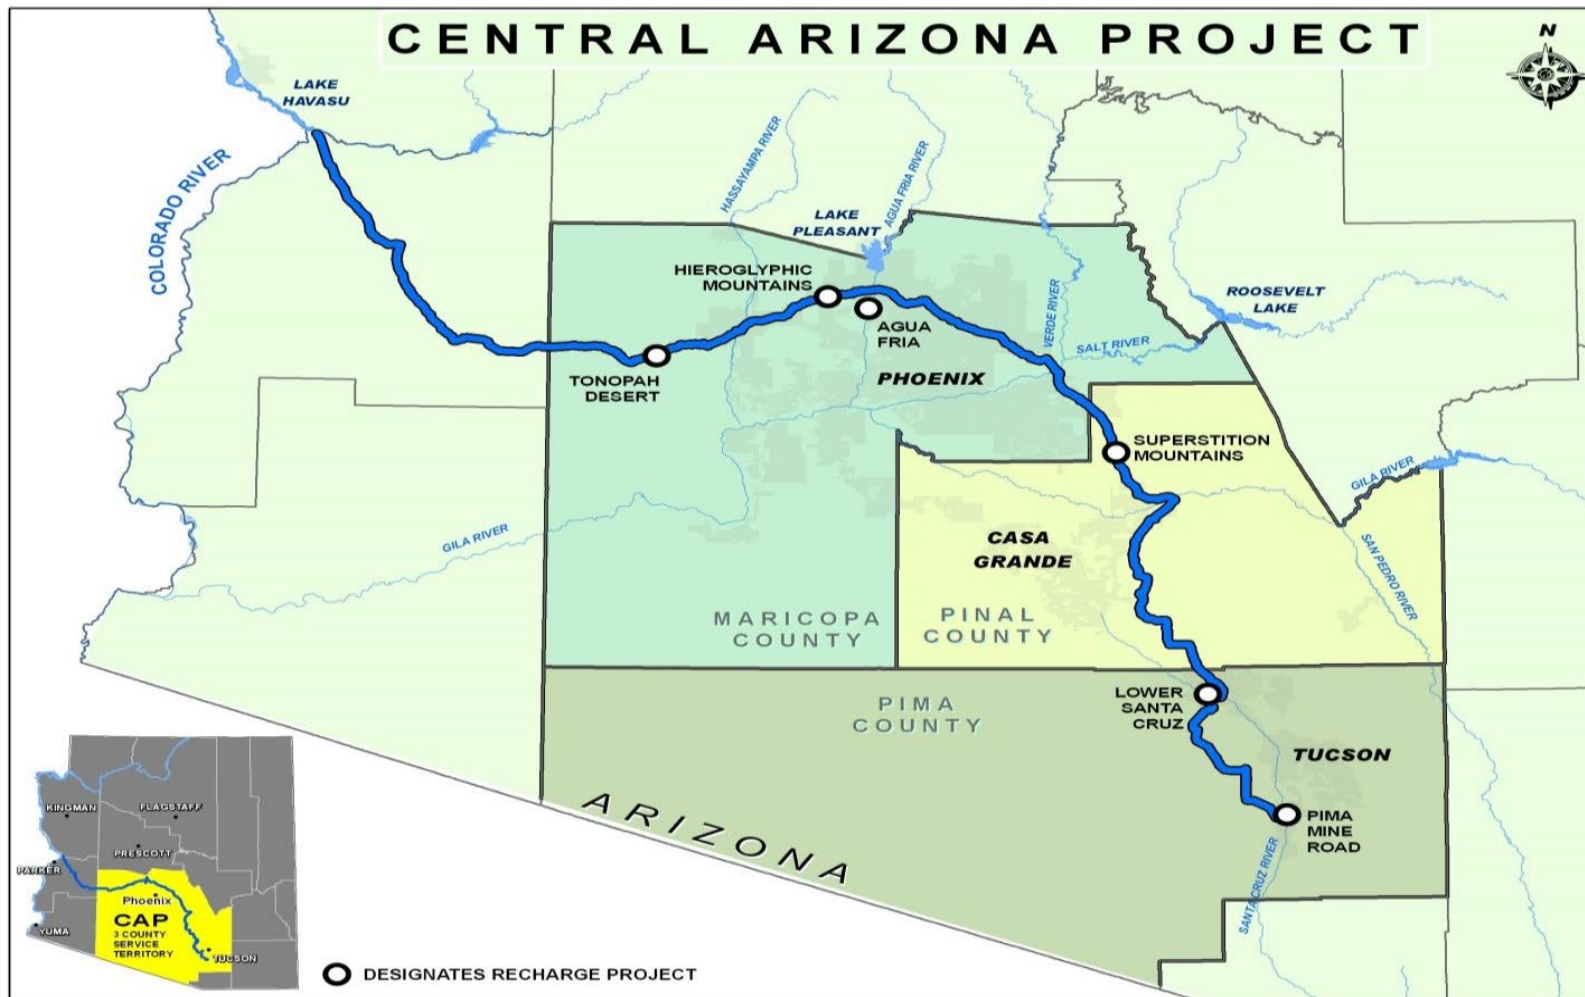 CENTRAL ARIZONA PROJECT
N
LAKE
HAVASU
COLORADO RIVER
HASSAYAMPA RIVER
AGUA FRIA RIVER
LAKE
PLEASANT
HIEROGLYPHIC
MOUNTAINS
AGUA
FRIA
VERDE RIVER
ROOSEVELT
LAKE
SALT RIVER
TONOPAH
DESERT
PHOENIX
SUPERSTITION
MOUNTAINS
GILA RIVER
GILA RIVER
CASA
GRANDE
SAN PEDRO RIVER
MARICOPA
COUNTY
PINAL
COUNTY
PIMA
COUNTY
LOWER
SANTA
CRUZ
TUCSON
PIMA
MINE
ROAD
SANTA CRUZ RIVER
ARIZONA
KINGMAN
FLAGSTAFF
PRESCOTT
PARKER
Phoenix
CAP
3 COUNTY
SERVICE
TERRITORY
YUMA
TUCSON
DESIGNATES RECHARGE PROJECT